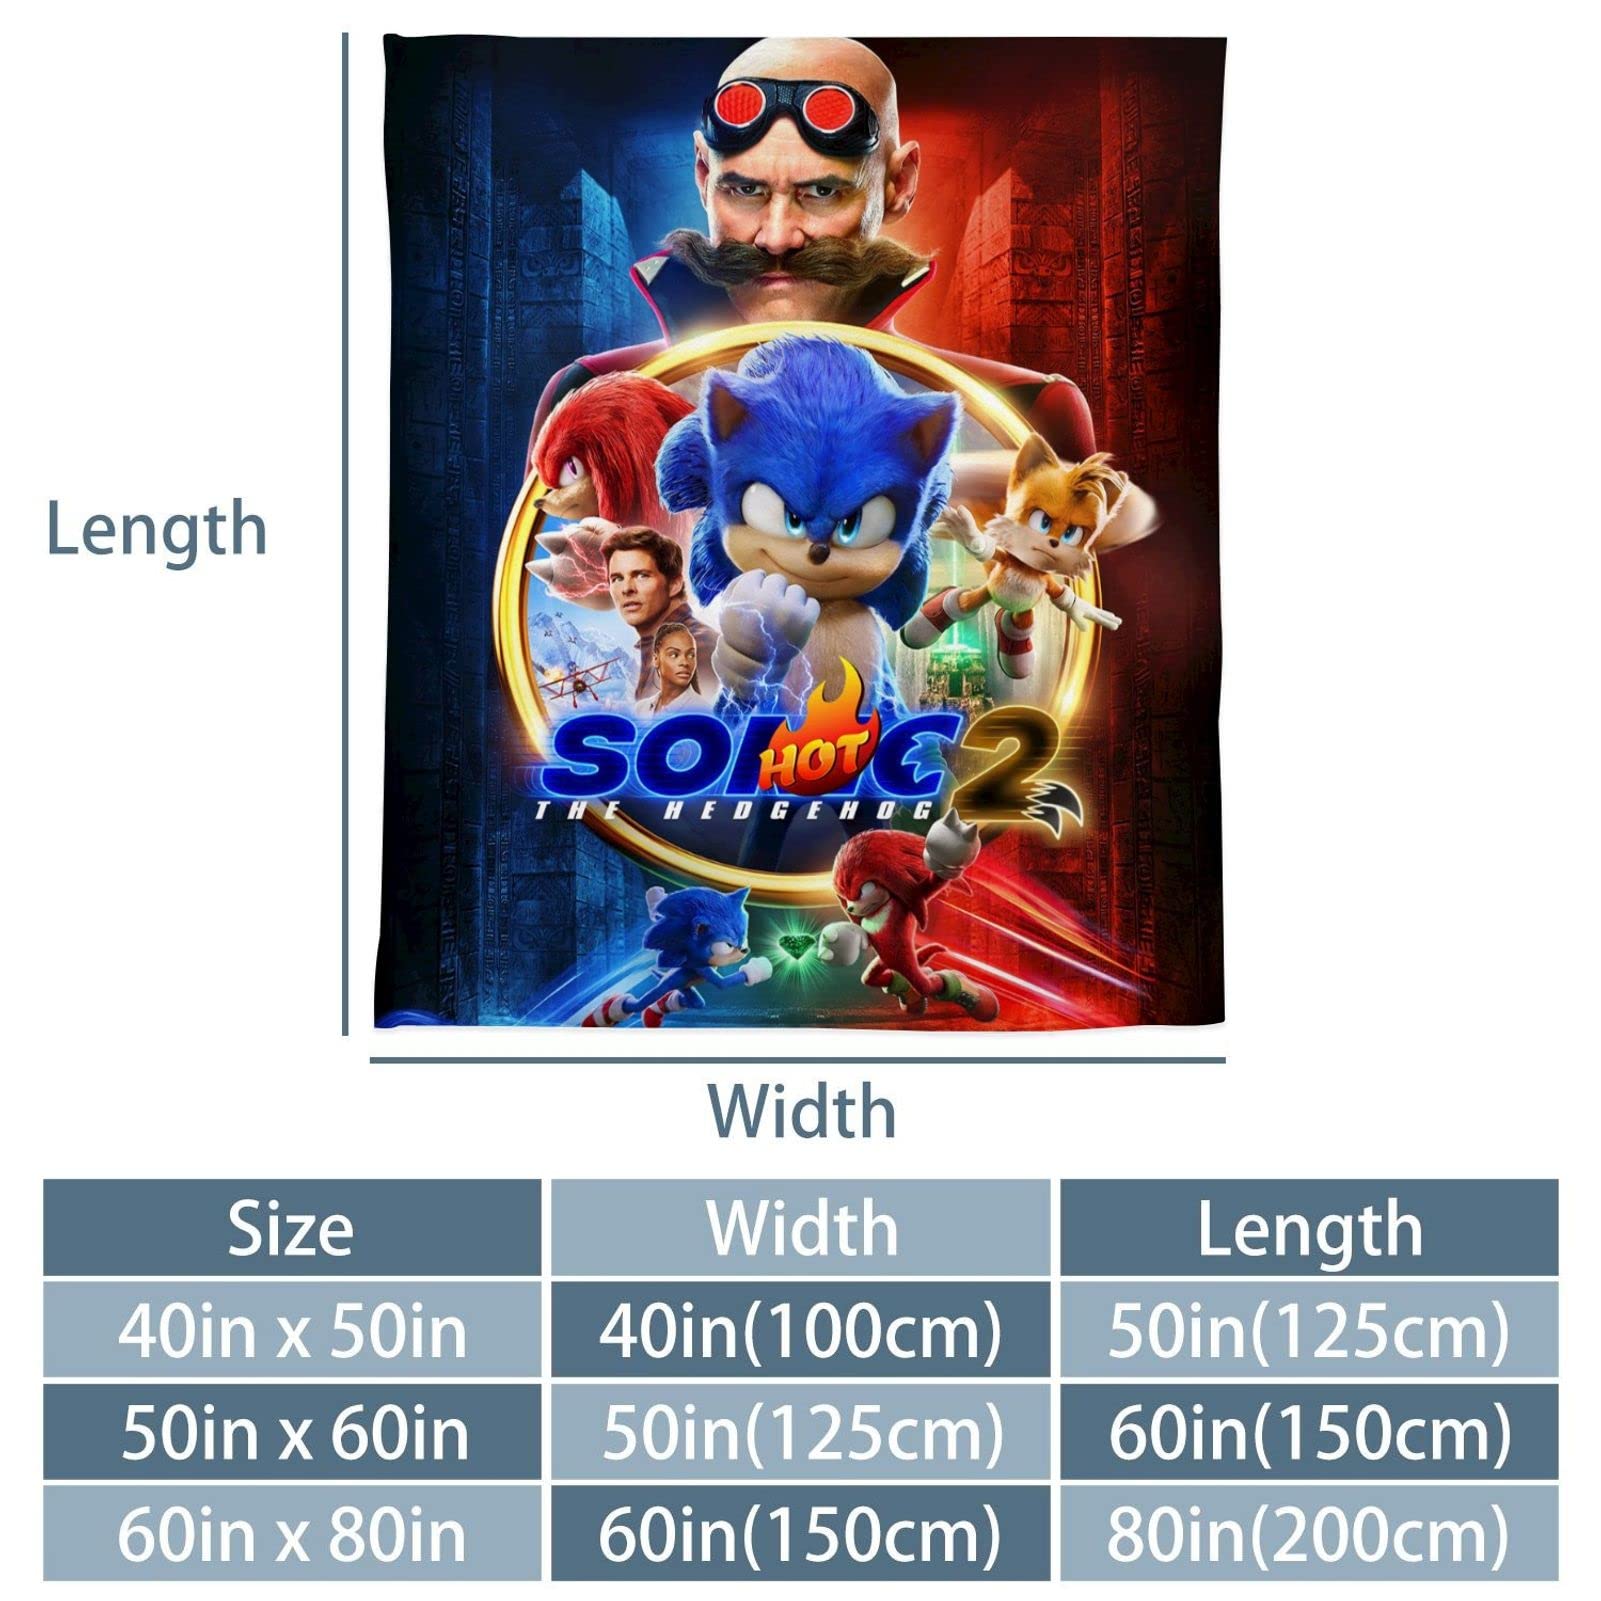 Length
SONIC 2
HOT
THE HEDGEHOG
Width
Size Width Length
40in x 50in 40in(100cm) 50in(125cm)
50in x 60in 50in(125cm) 60in(150cm)
60in x 80in 60in(150cm) 80in(200cm)